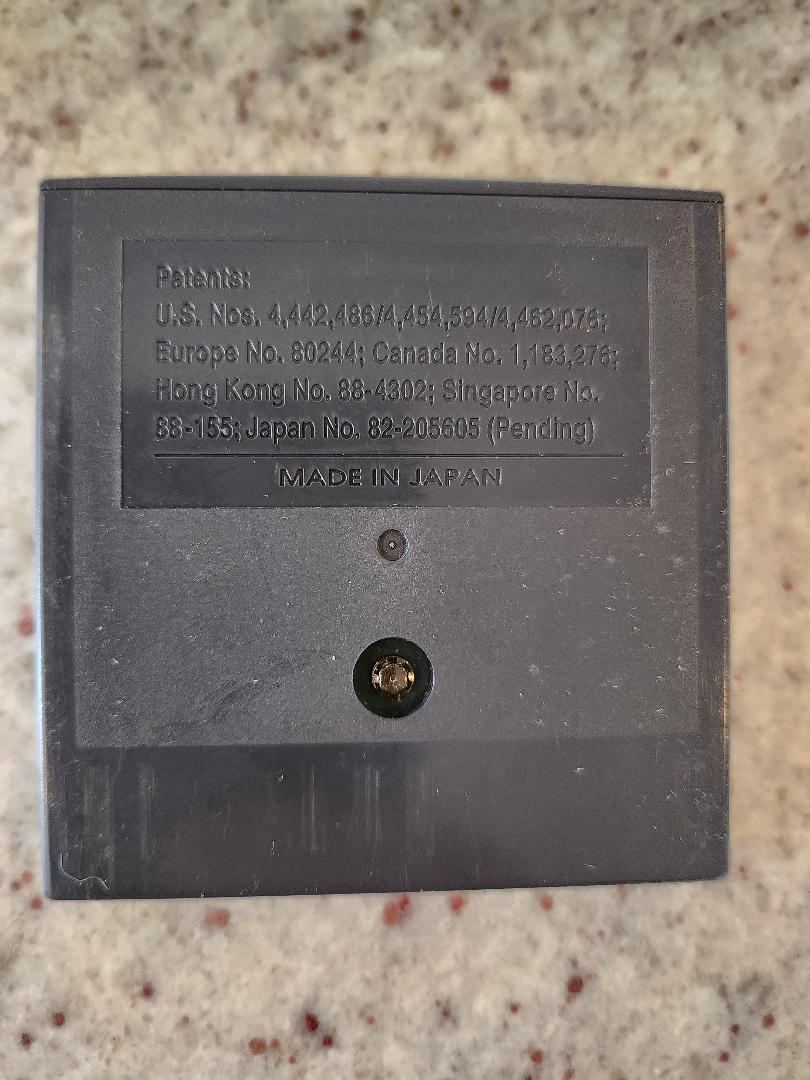 Patents:
U.S. Nos. 4,442,486/4,454,594/4,462,076;
Europe No. 80244; Canada No. 1,183,276;
Hong Kong No. 88-4302; Singapore No.
88-155; Japan No. 82-205605 (Pending)
MADE IN JAPAN